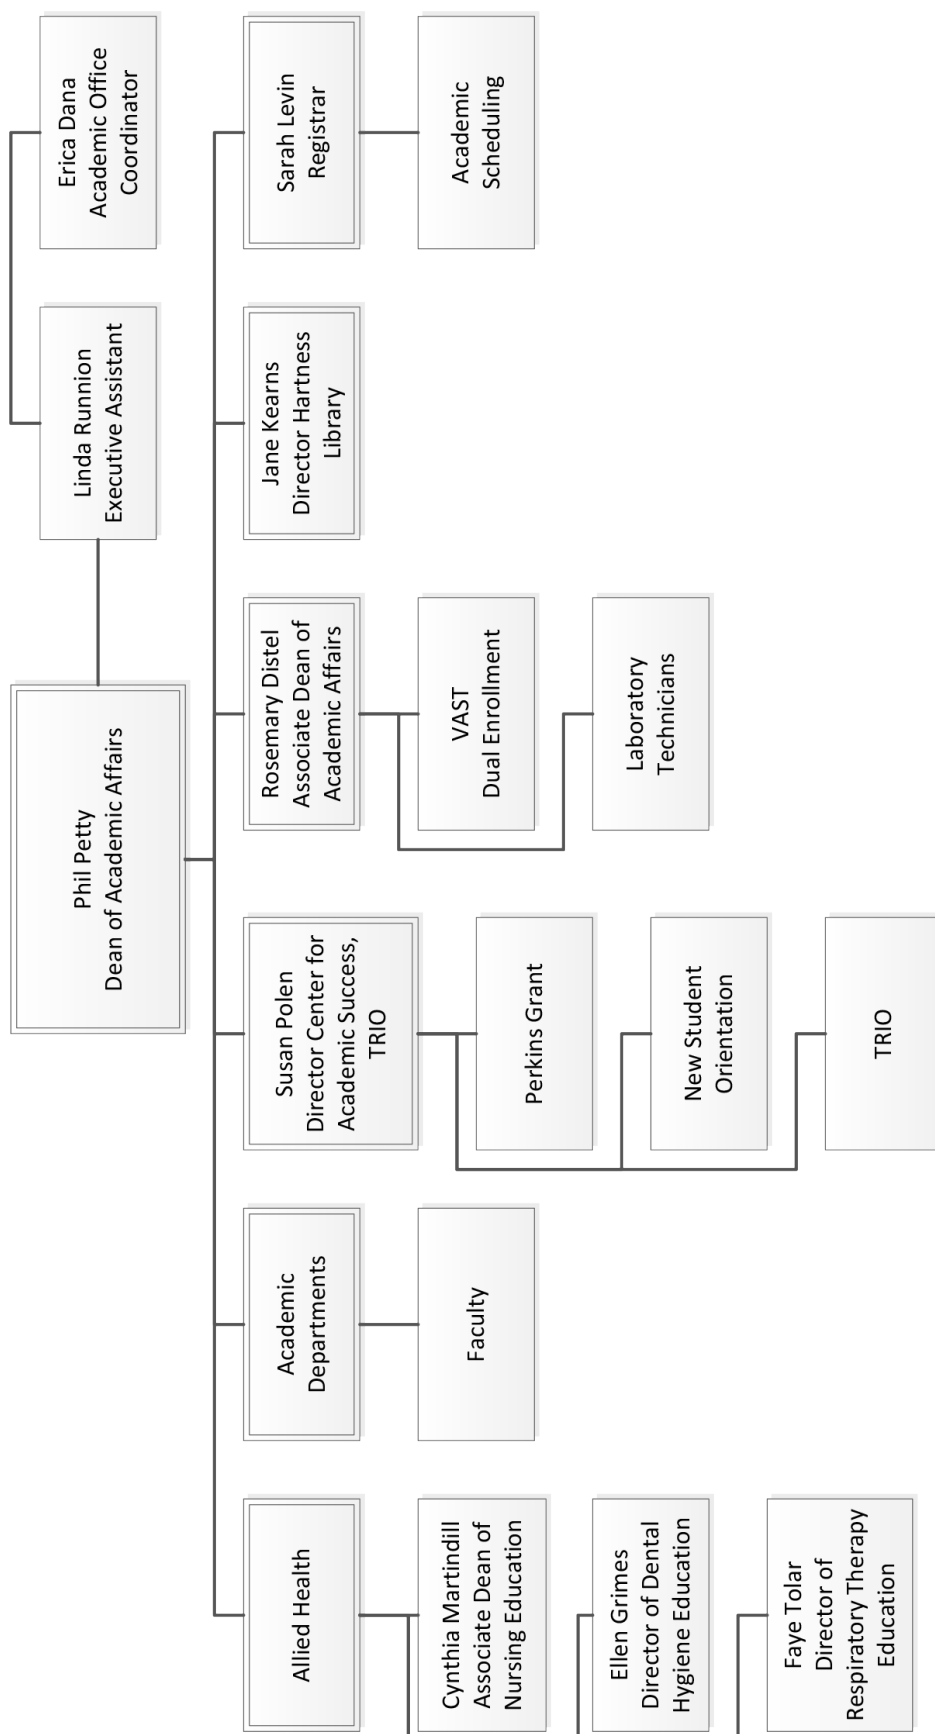 Phil Petty
Dean of Academic Affairs
Linda Runnion
Executive Assistant
Erica Dana
Academic Office
Coordinator
Allied Health
Cynthia Martindill
Associate Dean of
Nursing Education
Ellen Grimes
Director of Dental
Hygiene Education
Faye Tolar
Director of
Respiratory Therapy
Education
Academic
Departments
Faculty
Susan Polen
Director Center for
Academic Success,
TRIO
Perkins Grant
New Student
Orientation
TRIO
Rosemary Distel
Associate Dean of
Academic Affairs
VAST
Dual Enrollment
Laboratory
Technicians
Jane Kearns
Director Hartness
Library
Sarah Levin
Registrar
Academic
Scheduling